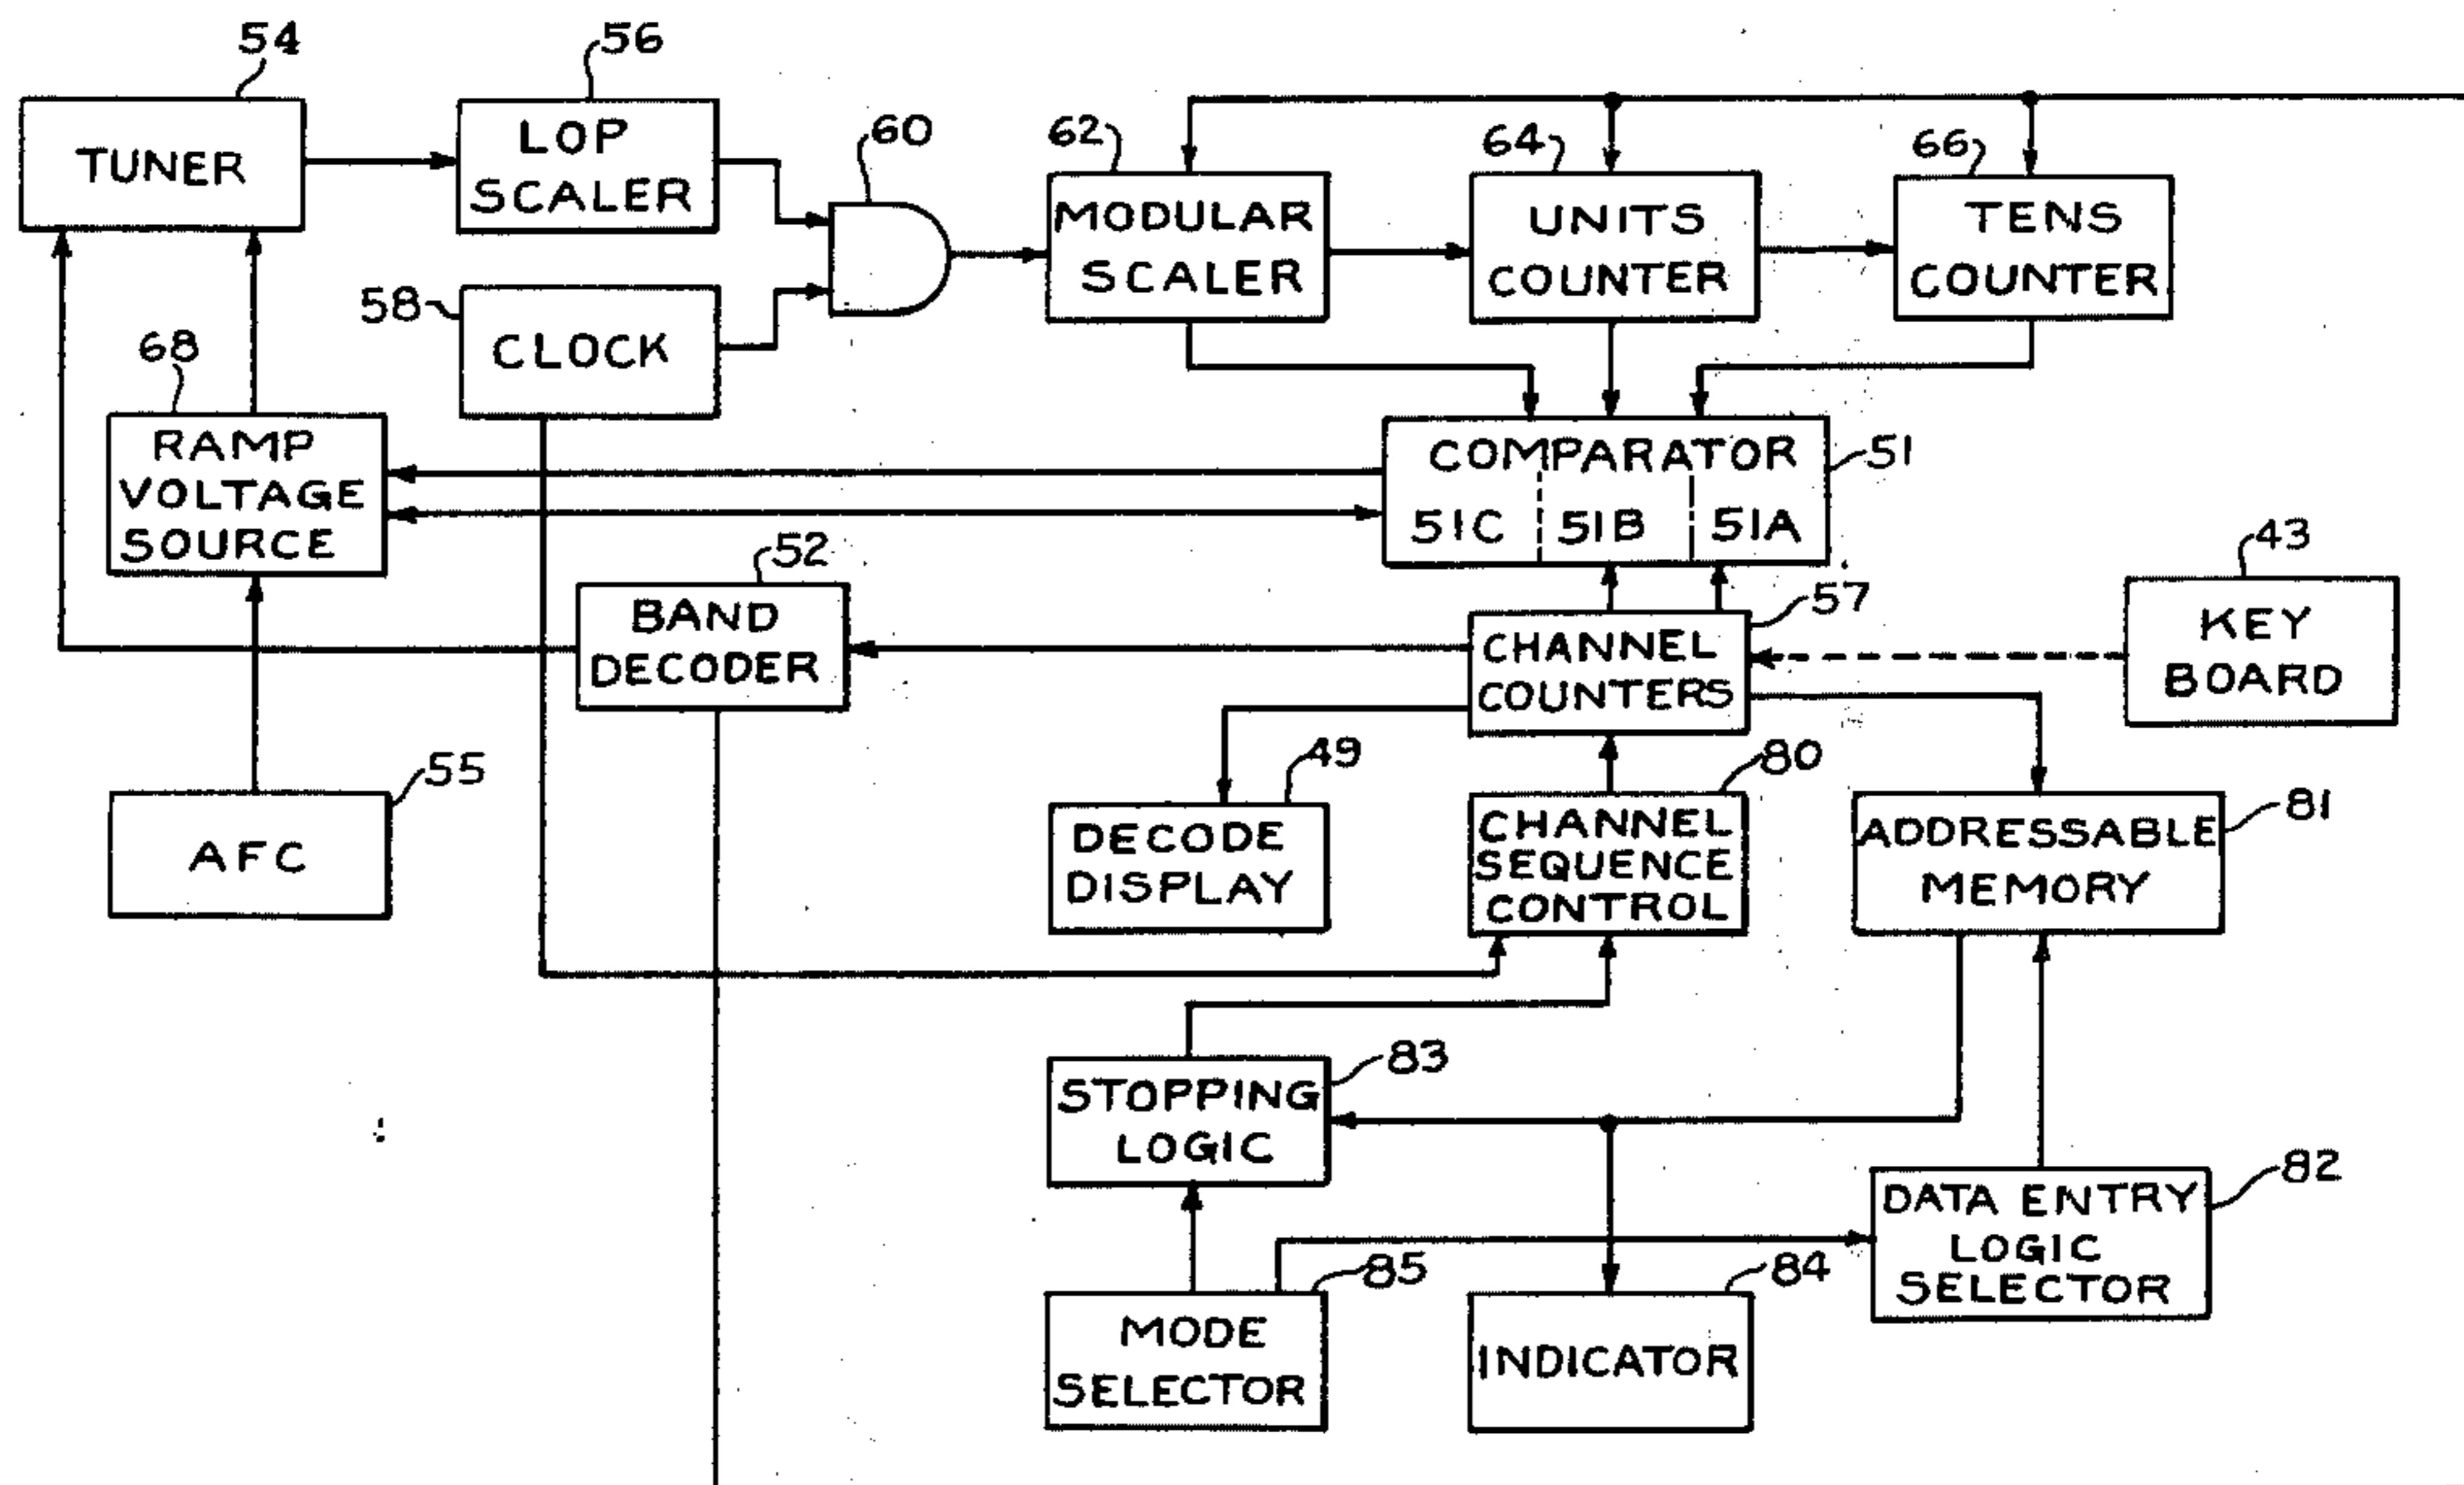 54
56
60
62
64
66
TUNER
LOP
SCALER
MODULAR
SCALER
UNITS
COUNTER
TENS
COUNTER
58
CLOCK
68
RAMP
VOLTAGE
SOURCE
COMPARATOR
51C 51B 51A
51
52
BAND
DECODER
57
CHANNEL
COUNTERS
43
KEY
BOARD
55
AFC
49
DECODE
DISPLAY
80
CHANNEL
SEQUENCE
CONTROL
81
ADDRESSABLE
MEMORY
83
STOPPING
LOGIC
82
DATA ENTRY
LOGIC
SELECTOR
85
MODE
SELECTOR
84
INDICATOR